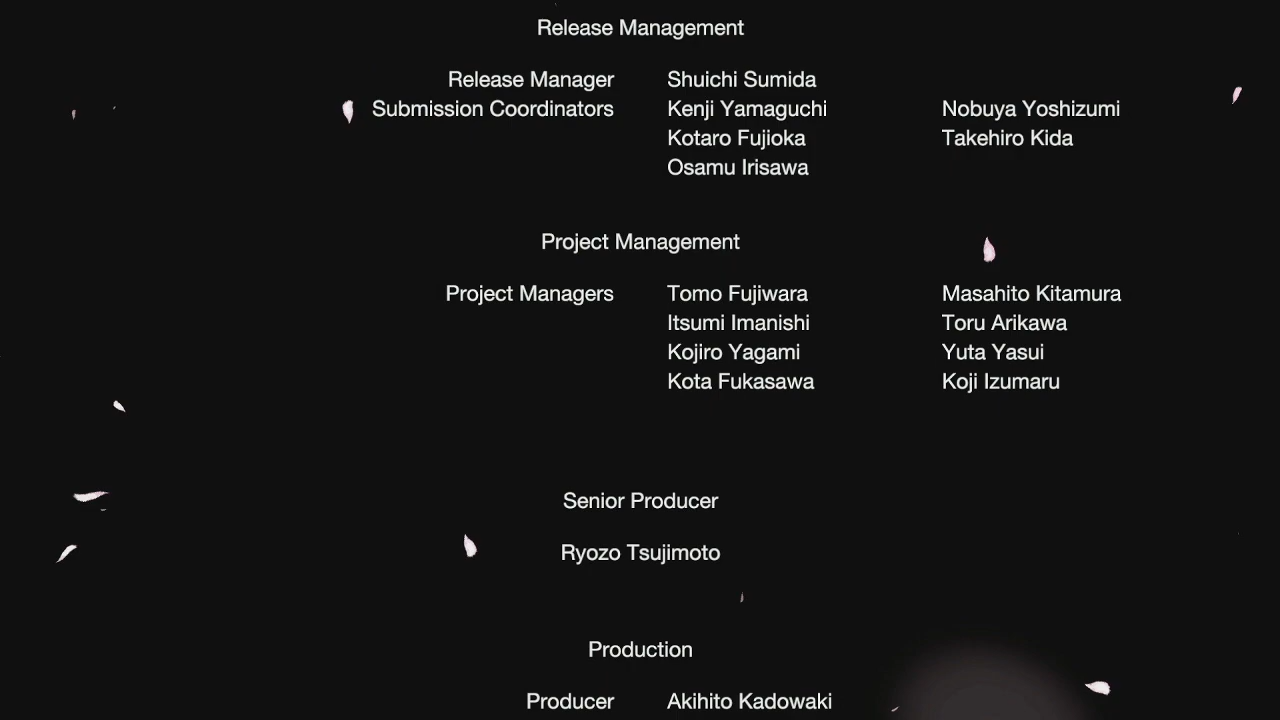 Release Management
Release Manager Shuichi Sumida
Submission Coordinators Kenji Yamaguchi Nobuya Yoshizumi
Kotaro Fujioka Takehiro Kida
Osamu Irisawa
Project Management
Project Managers Tomo Fujiwara Masahito Kitamura
Itsumi Imanishi Toru Arikawa
Kojiro Yagami Yuta Yasui
Kota Fukasawa Koji Izumaru
Senior Producer
Ryozo Tsujimoto
Production
Producer Akihito Kadowaki